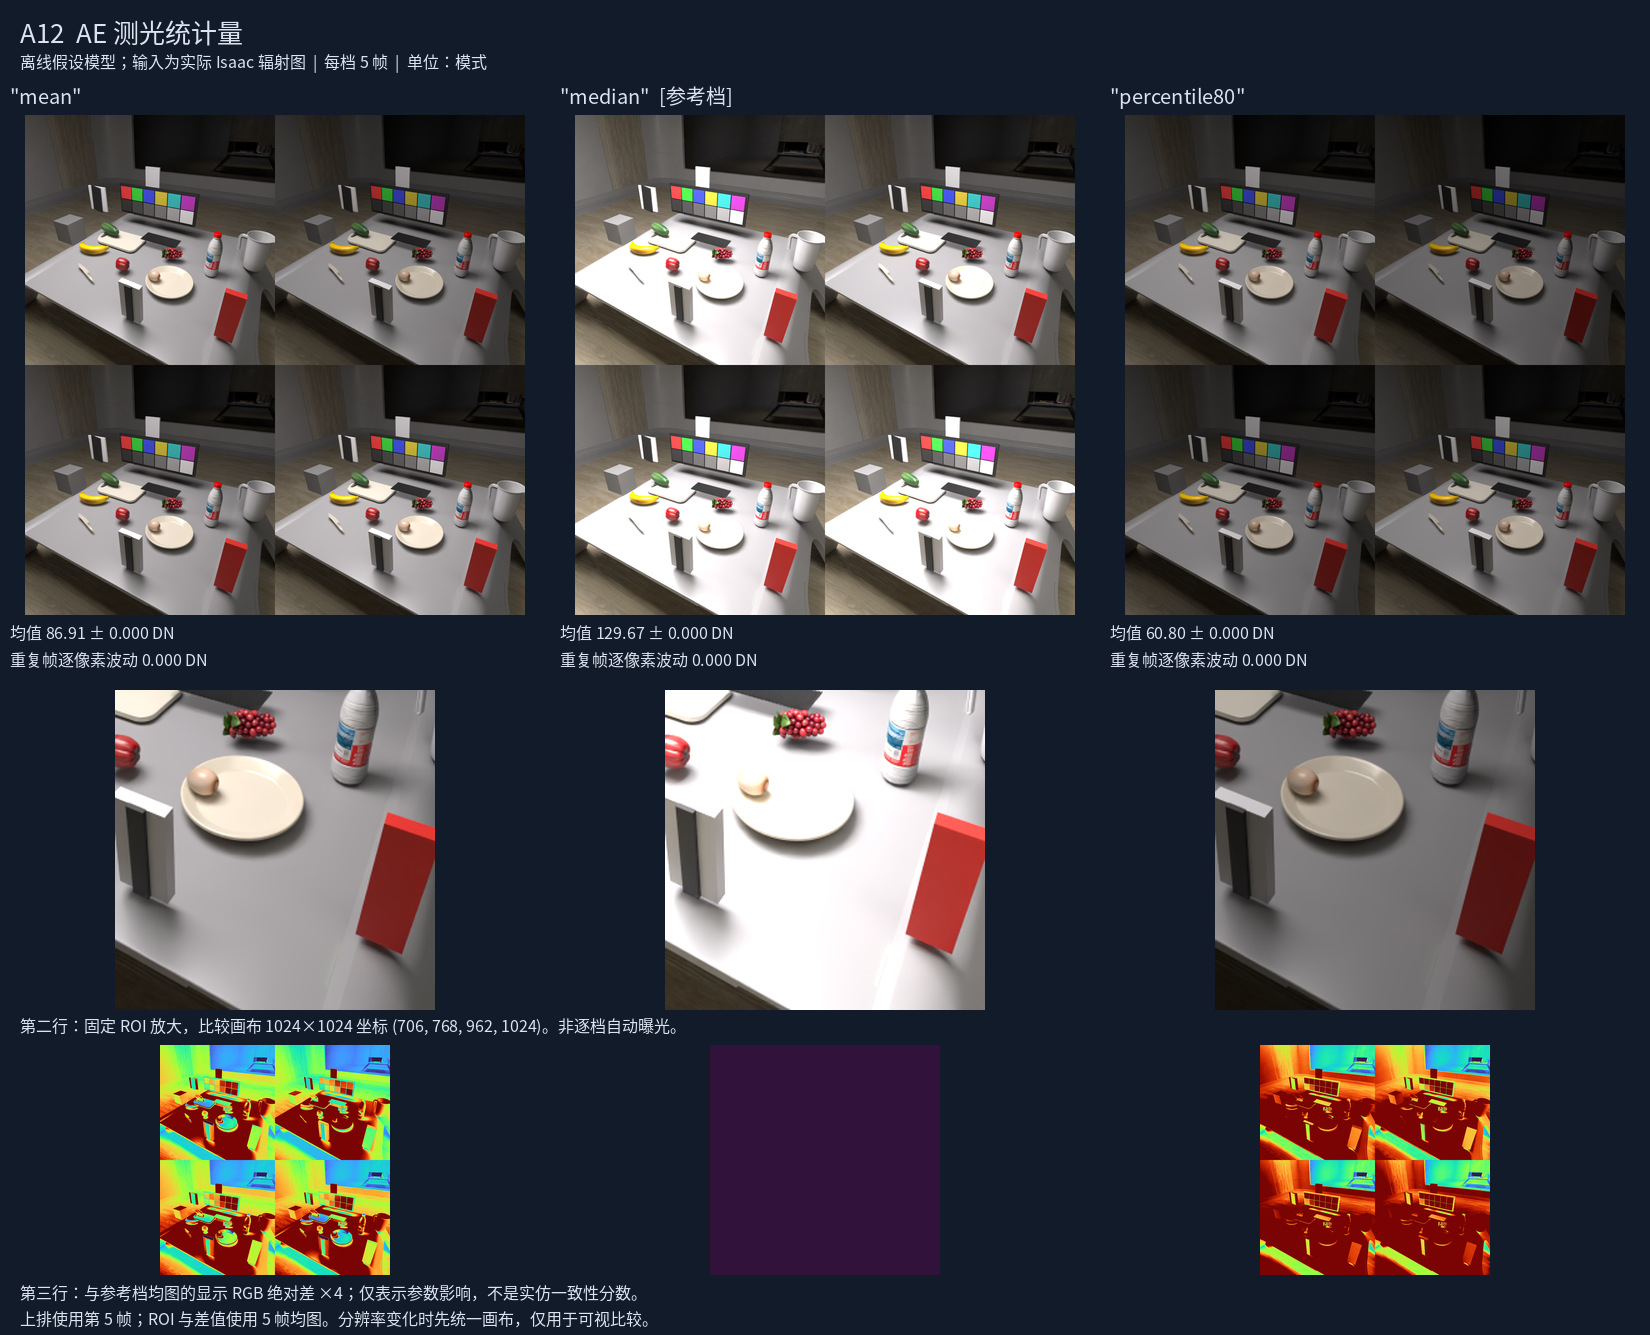 A12 AE 测光统计量
离线假设模型；输入为实际 Isaac 辐射图 | 每档 5 帧 | 单位：模式
"mean"
"median" [参考档]
"percentile80"
均值 86.91 ± 0.000 DN
重复帧逐像素波动 0.000 DN
均值 129.67 ± 0.000 DN
重复帧逐像素波动 0.000 DN
均值 60.80 ± 0.000 DN
重复帧逐像素波动 0.000 DN
第二行：固定 ROI 放大，比较画布 1024×1024 坐标 (706, 768, 962, 1024)。非逐档自动曝光。
第三行：与参考档均图的显示 RGB 绝对差 ×4；仅表示参数影响，不是实仿一致性分数。
上排使用第 5 帧；ROI 与差值使用 5 帧均图。分辨率变化时先统一画布，仅用于可视比较。